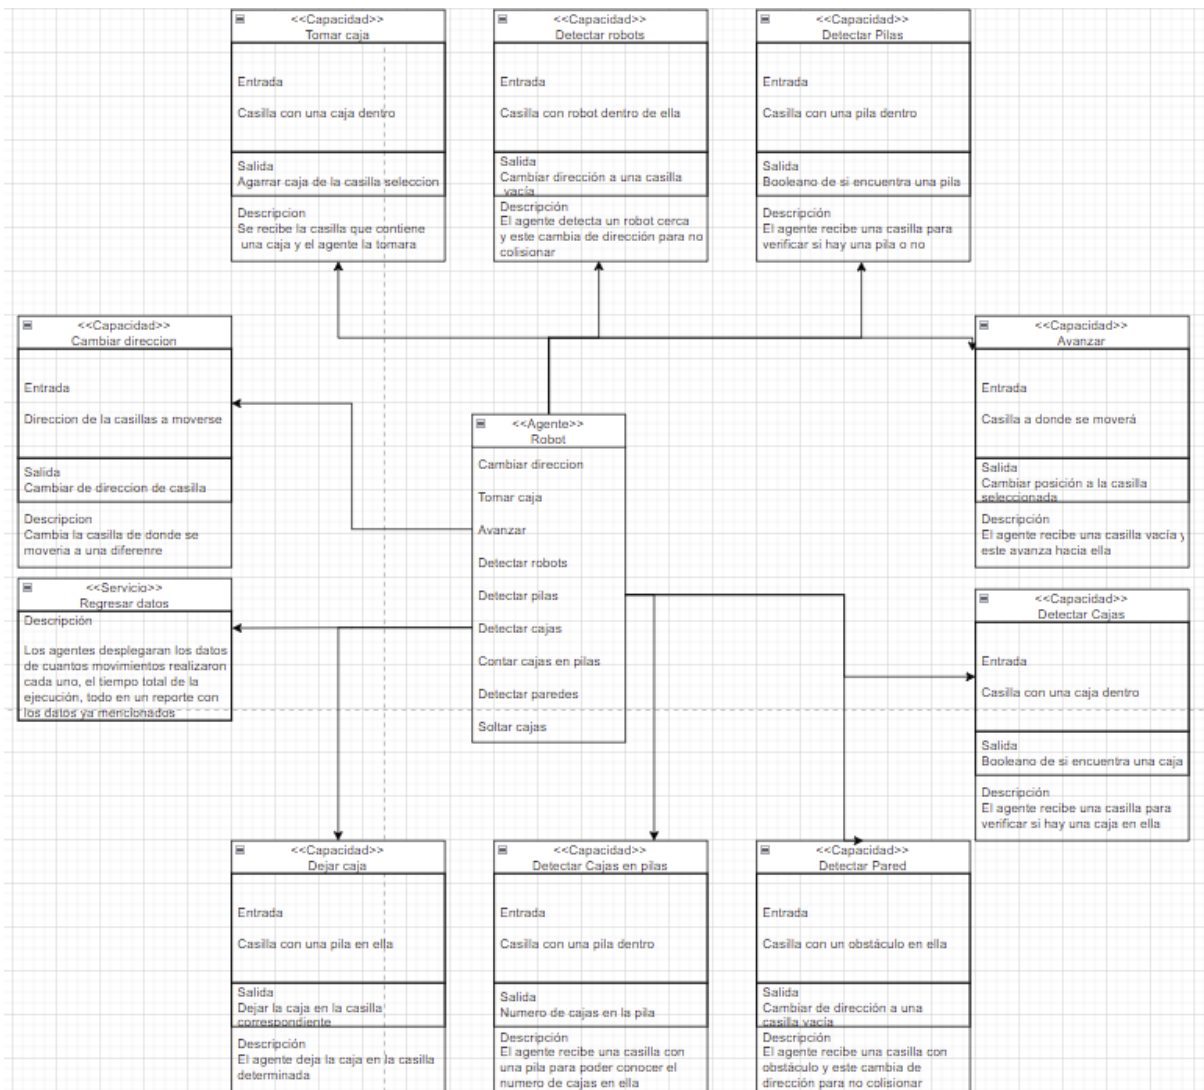 <<Capacidad>>
Tomar caja
Entrada
Casilla con una caja dentro
Salida
Agarrar caja de la casilla seleccion
Descripcion
Se recibe la casilla que contiene
una caja y el agente la tomara
<<Capacidad>>
Detectar robots
Entrada
Casilla con robot dentro de ella
Salida
Cambiar dirección a una casilla
vacía
Descripción
El agente detecta un robot cerca
y este cambia de dirección para no
colisionar
<<Capacidad>>
Detectar Pilas
Entrada
Casilla con una pila dentro
Salida
Booleano de si encuentra una pila
Descripción
El agente recibe una casilla para
verificar si hay una pila o no
<<Capacidad>>
Cambiar direccion
Entrada
Direccion de la casillas a moverse
Salida
Cambiar de direccion de casilla
Descripcion
Cambia la casilla de donde se
moveria a una diferenre
<<Agente>>
Robot
Cambiar direccion
Tomar caja
Avanzar
Detectar robots
Detectar pilas
Detectar cajas
Contar cajas en pilas
Detectar paredes
Soltar cajas
<<Capacidad>>
Avanzar
Entrada
Casilla a donde se moverá
Salida
Cambiar posición a la casilla
seleccionada
Descripción
El agente recibe una casilla vacía y
este avanza hacia ella
<<Servicio>>
Regresar datos
Descripción
Los agentes desplegaran los datos
de cuantos movimientos realizaron
cada uno, el tiempo total de la
ejecución, todo en un reporte con
los datos ya mencionados
<<Capacidad>>
Detectar Cajas
Entrada
Casilla con una caja dentro
Salida
Booleano de si encuentra una caja
Descripción
El agente recibe una casilla para
verificar si hay una caja en ella
<<Capacidad>>
Dejar caja
Entrada
Casilla con una pila en ella
Salida
Dejar la caja en la casilla
correspondiente
Descripción
El agente deja la caja en la casilla
determinada
<<Capacidad>>
Detectar Cajas en pilas
Entrada
Casilla con una pila dentro
Salida
Numero de cajas en la pila
Descripción
El agente recibe una casilla con
una pila para poder conocer el
numero de cajas en ella
<<Capacidad>>
Detectar Pared
Entrada
Casilla con un obstáculo en ella
Salida
Cambiar de dirección a una
casilla vacía
Descripción
El agente recibe una casilla con
obstáculo y este cambia de
dirección para no colisionar